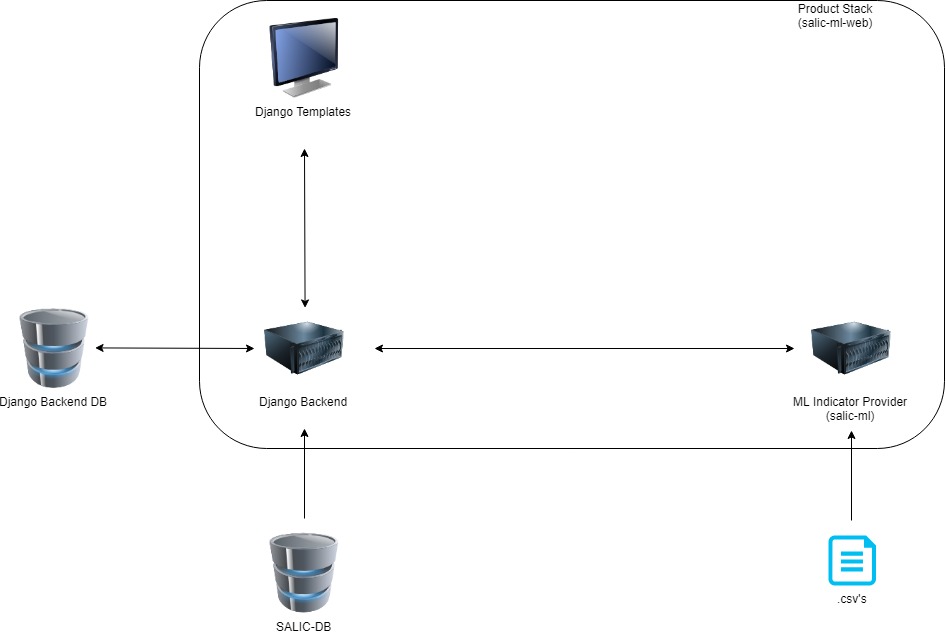 Product Stack
(salic-ml-web)
Django Templates
Django Backend DB
Django Backend
ML Indicator Provider
(salic-ml)
SALIC-DB
.csv's